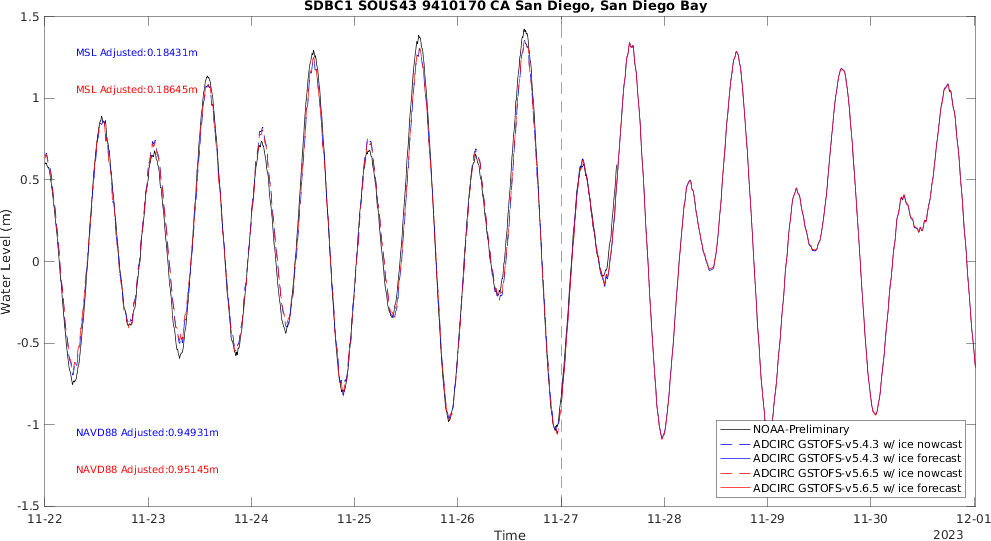 SDBC1 SOUS43 9410170 CA San Diego, San Diego Bay
1.5
MSL Adjusted:0.18431m
MSL Adjusted:0.18645m
1
0.5
0
-0.5
-1
-1.5
Water Level (m)
NAVD88 Adjusted:0.94931m
NAVD88 Adjusted:0.95145m
NOAA-Preliminary
ADCIRC GSTOFS-v5.4.3 w/ ice nowcast
ADCIRC GSTOFS-v5.4.3 w/ ice forecast
ADCIRC GSTOFS-v5.6.5 w/ ice nowcast
ADCIRC GSTOFS-v5.6.5 w/ ice forecast
11-22 11-23 11-24 11-25 11-26 11-27 11-28 11-29 11-30 12-01
Time
2023